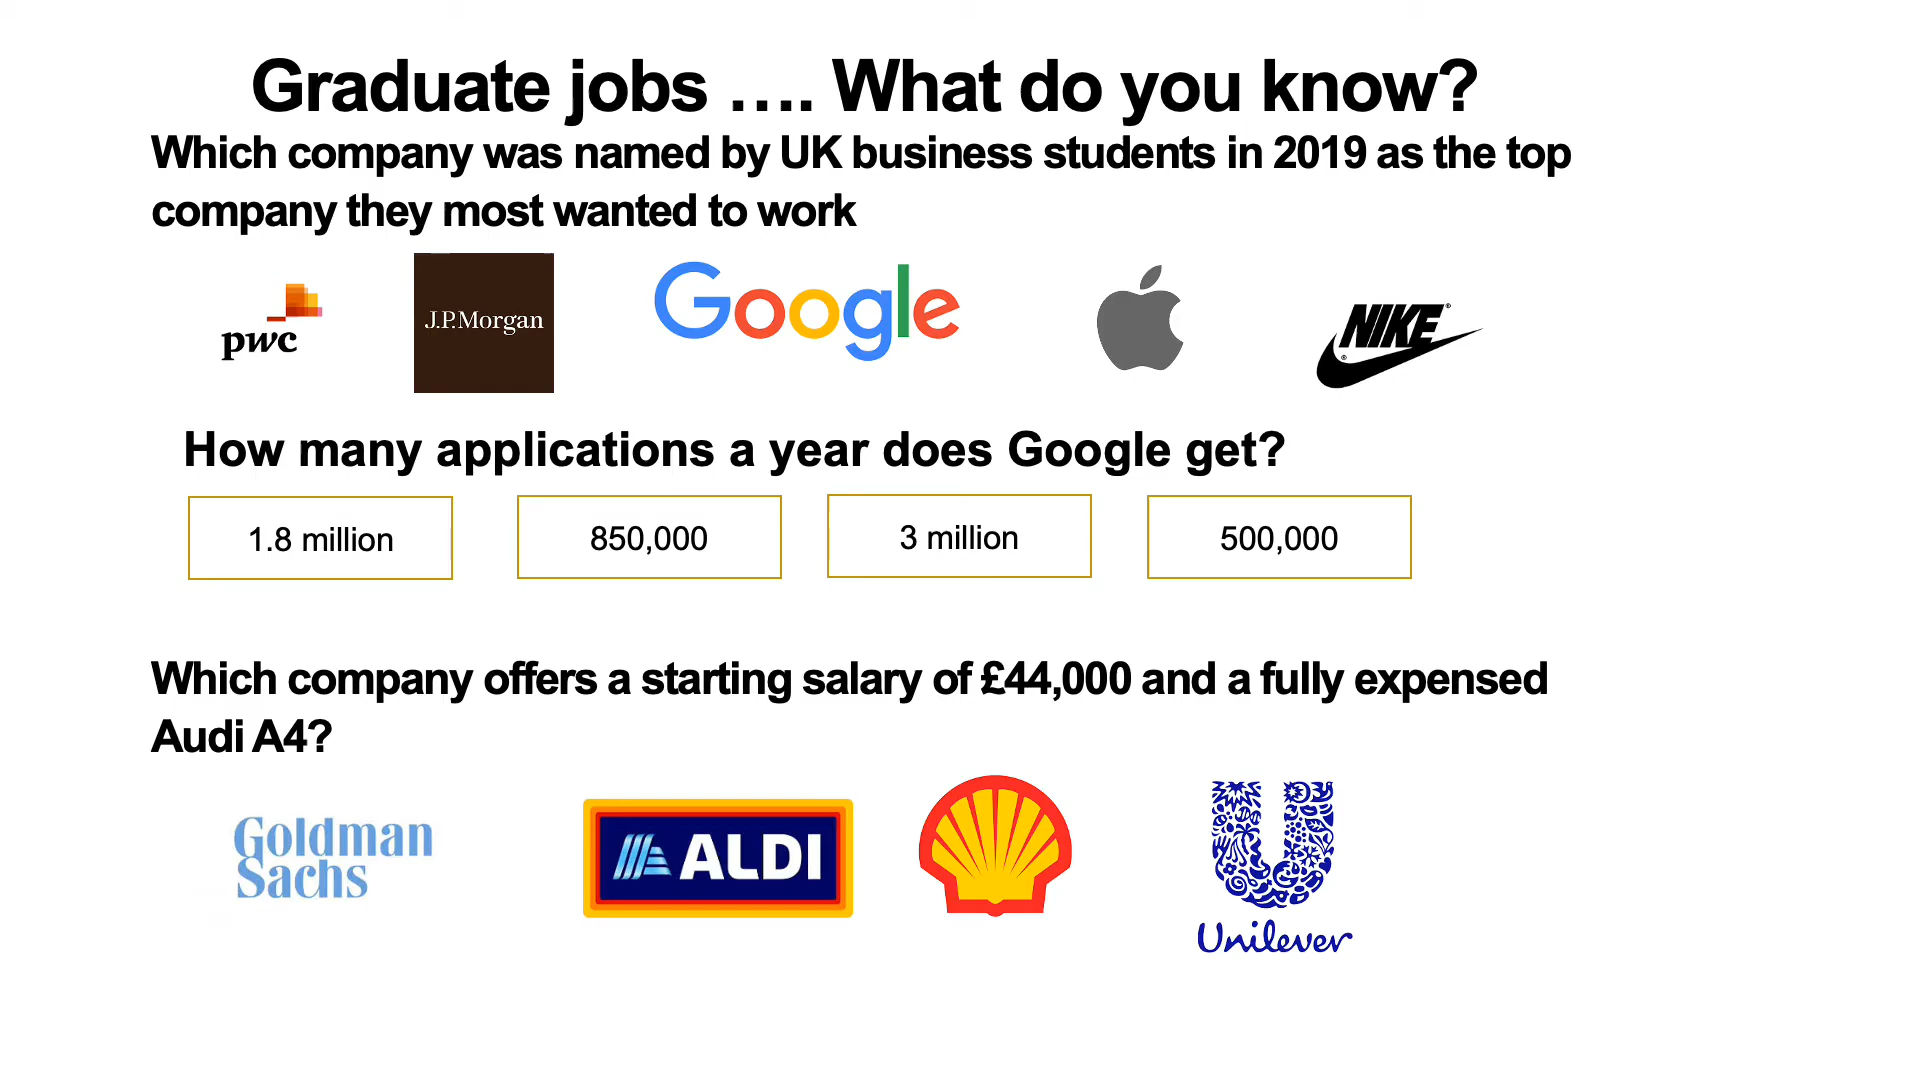 Graduate jobs …. What do you know?
Which company was named by UK business students in 2019 as the top
company they most wanted to work
pwc
J.P.Morgan
Google
NIKE
How many applications a year does Google get?
1.8 million
850,000
3 million
500,000
Which company offers a starting salary of £44,000 and a fully expensed
Audi A4?
Goldman
Sachs
ALDI
Unilever